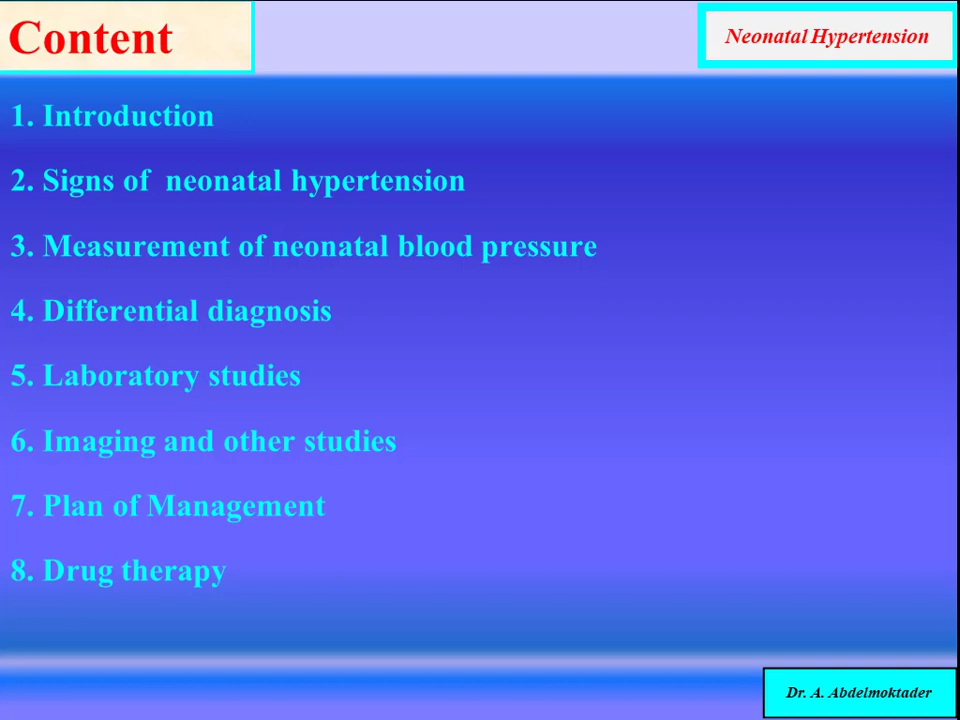 Content
Neonatal Hypertension
1. Introduction
2. Signs of neonatal hypertension
3. Measurement of neonatal blood pressure
4. Differential diagnosis
5. Laboratory studies
6. Imaging and other studies
7. Plan of Management
8. Drug therapy
Dr. A. Abdelmoktader